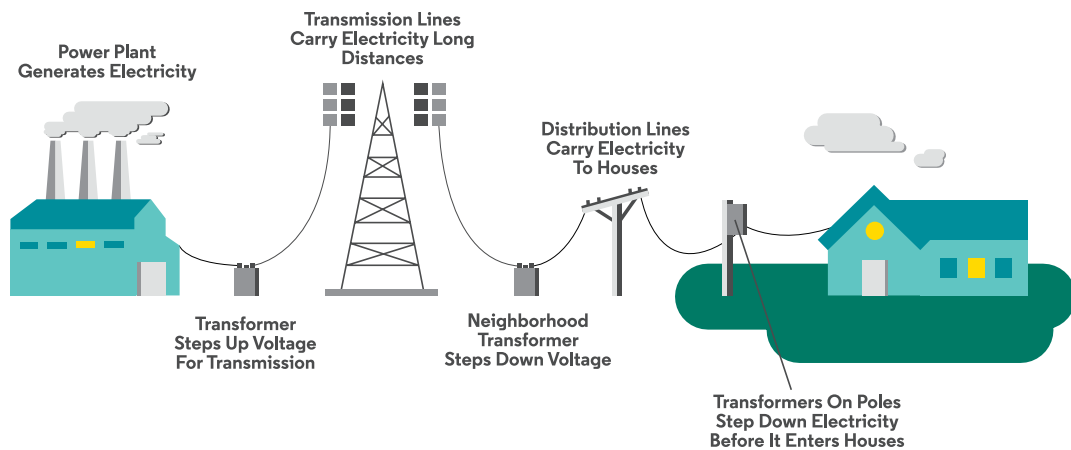 Power Plant
Generates Electricity
Transmission Lines
Carry Electricity Long
Distances
Distribution Lines
Carry Electricity
To Houses
Transformer
Steps Up Voltage
For Transmission
Neighborhood
Transformer
Steps Down Voltage
Transformers On Poles
Step Down Electricity
Before It Enters Houses